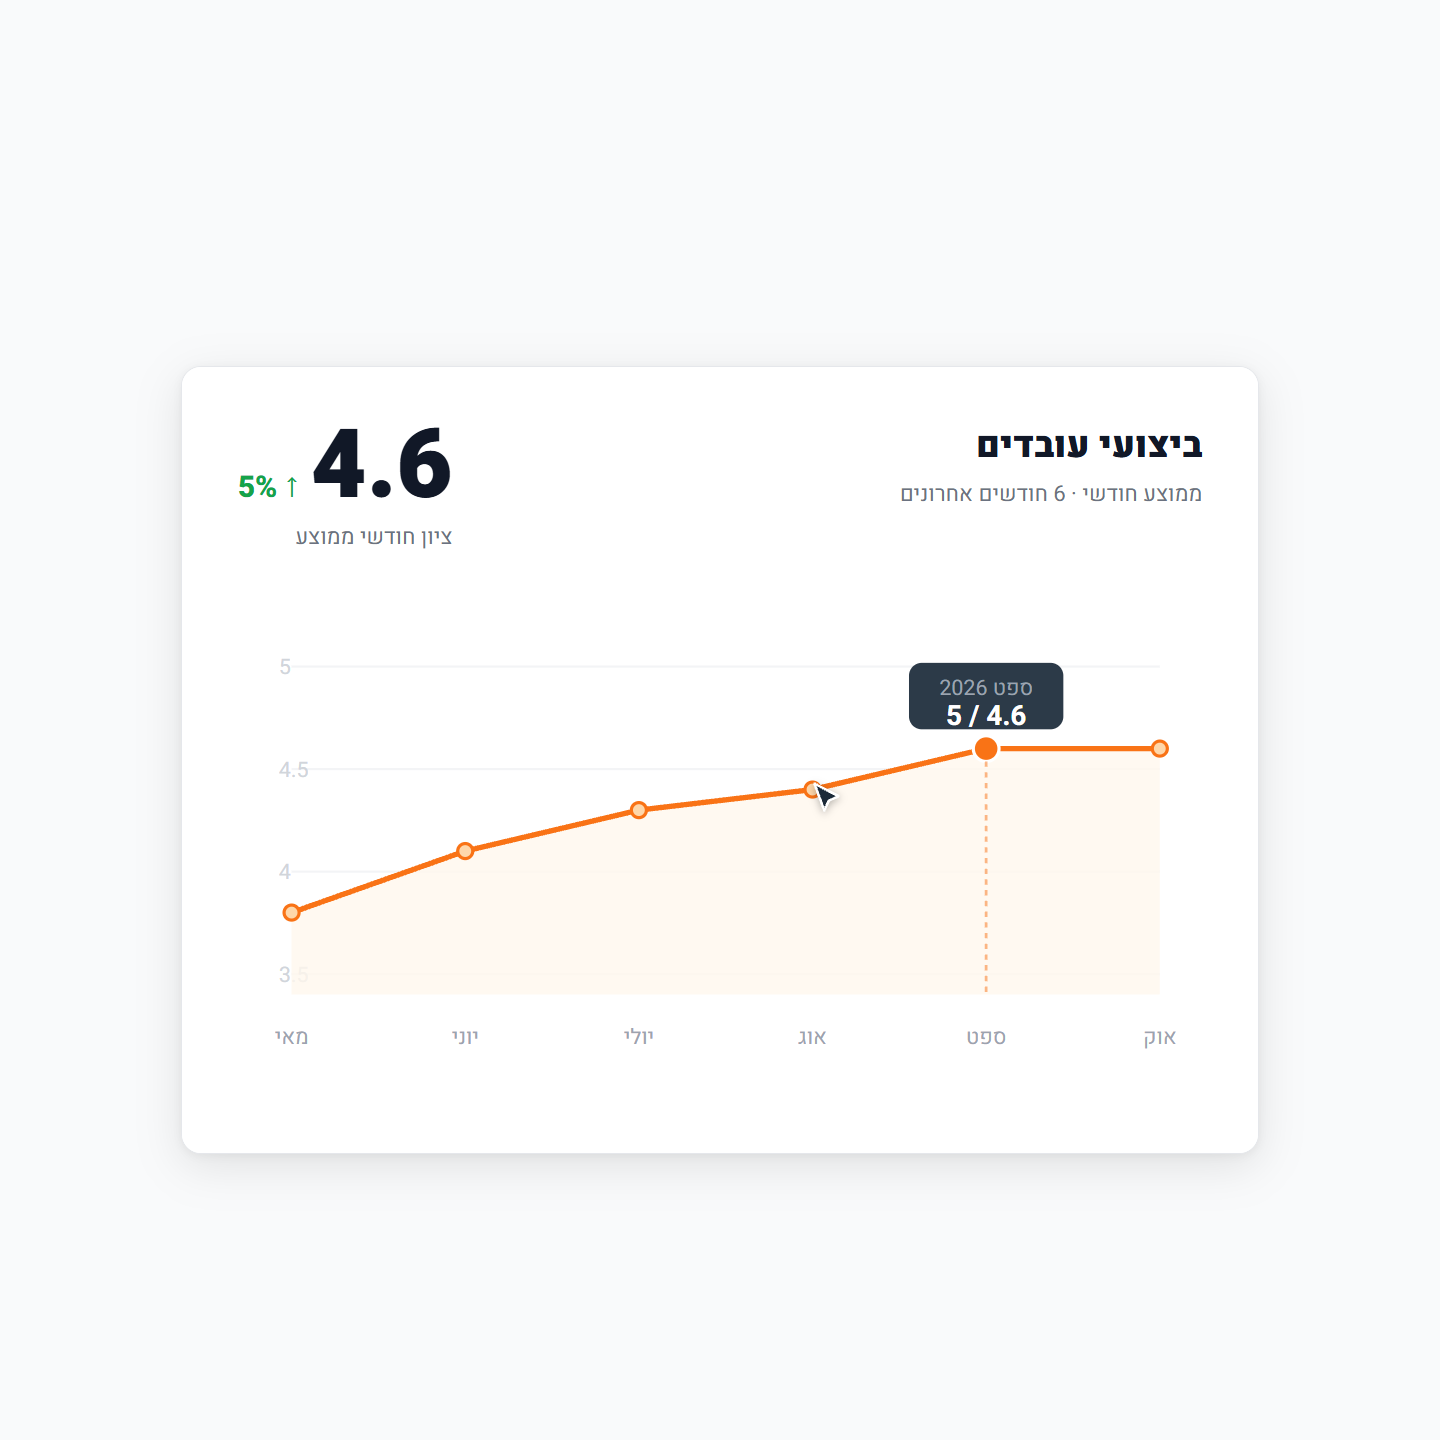 ביצועי עובדים
ממוצע חודשי · 6 חודשים אחרונים
4.6 ↑ 5%
ציון חודשי ממוצע
5
ספט 2026
5 / 4.6
4.5
4
3.5
מאי יוני יולי אוג ספט אוק